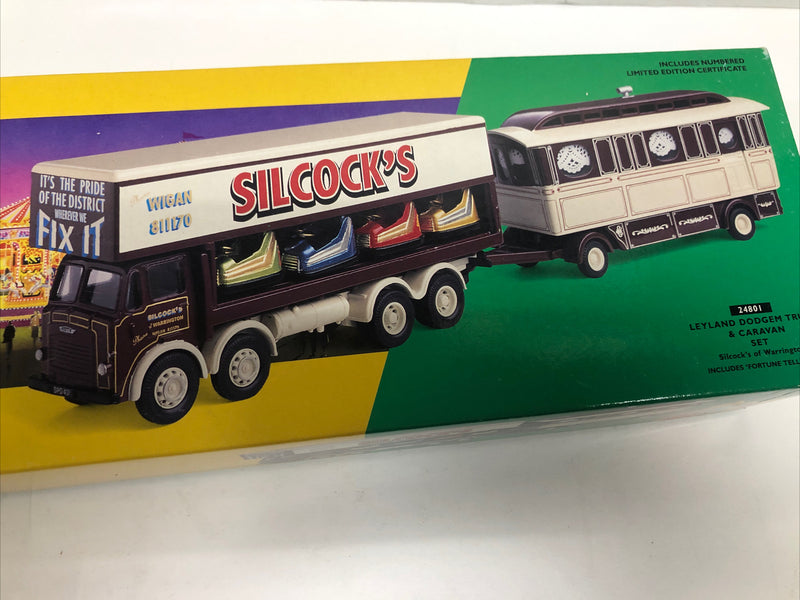 INCLUDES NUMBERED
LIMITED EDITION CERTIFICATE
IT'S THE PRIDE
OF THE DISTRICT
WHEREVER WE
FIX IT
WIGAN
811170
SILCOCK'S
SILCOCK'S
WARRINGTON
24801
LEYLAND DODGEM TR
& CARAVAN
SET
Silcock's of Warringto
INCLUDES 'FORTUNE TELL